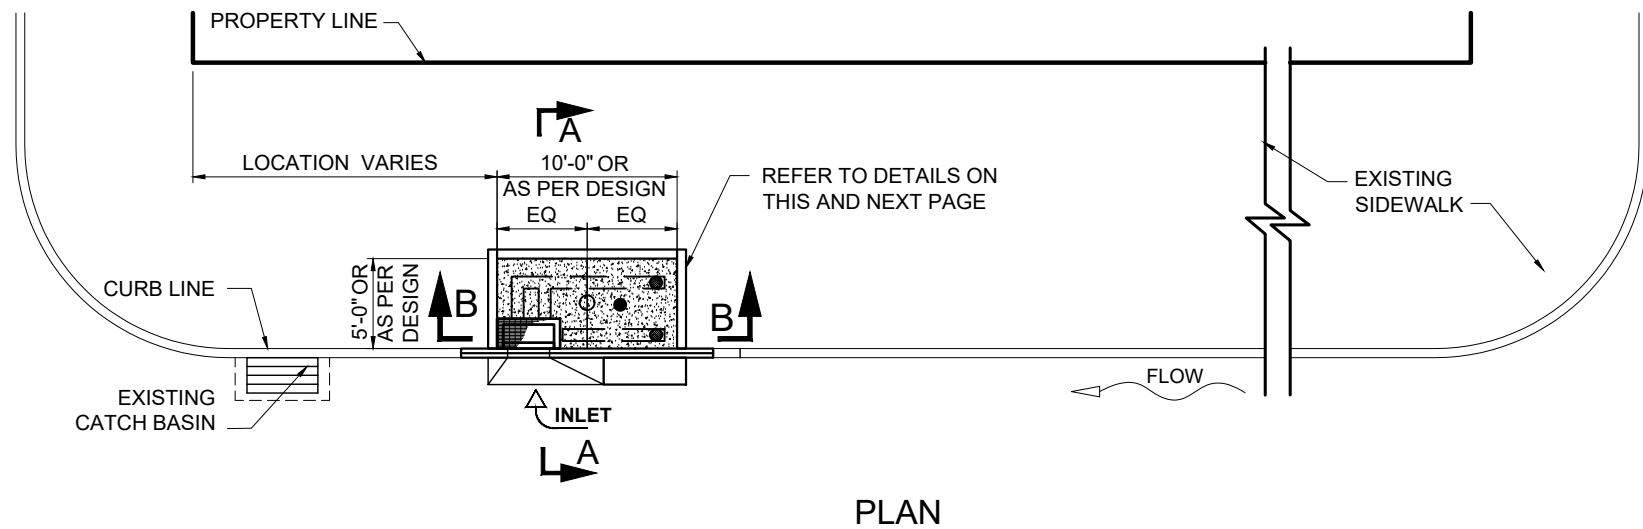 PROPERTY LINE
A
LOCATION VARIES
10'-0" OR
AS PER DESIGN
EQ
EQ
REFER TO DETAILS ON
THIS AND NEXT PAGE
EXISTING
SIDEWALK
5'-0" OR
AS PER
DESIGN
CURB LINE
B
B
EXISTING
CATCH BASIN
INLET
FLOW
A
PLAN